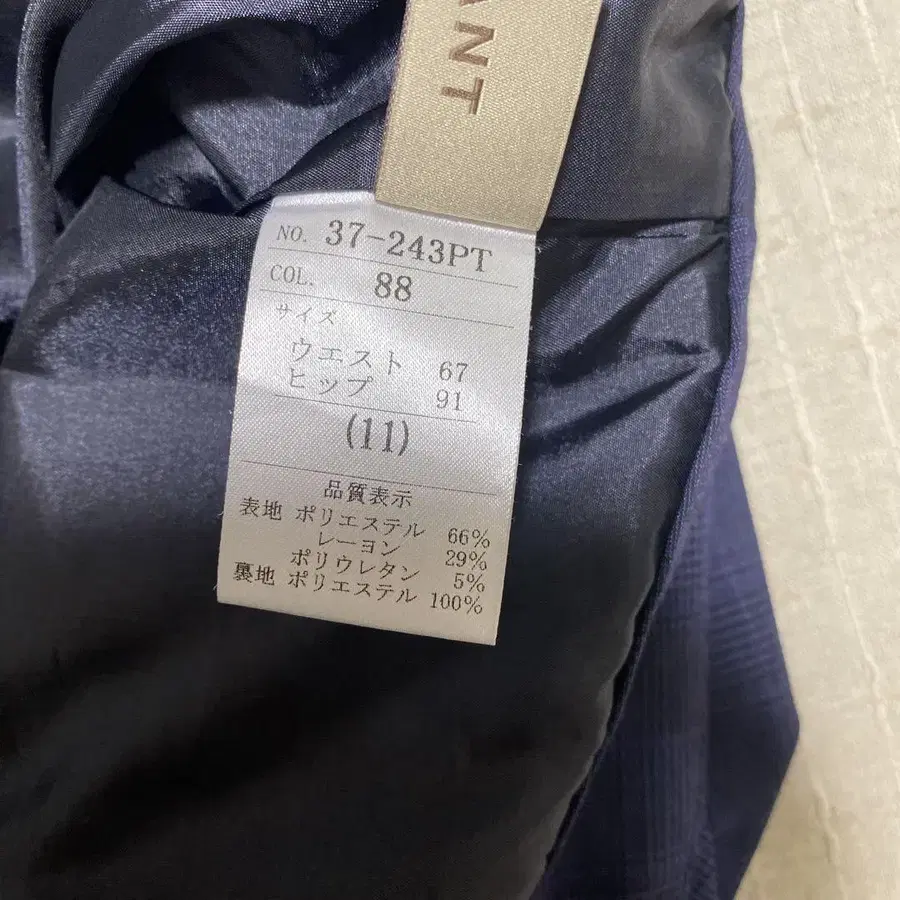 ANT
NO. 37-243PT
COL. 88
サイズ
ウエスト 67
ヒップ 91
(11)
品質表示
表地 ポリエステル 66%
レーヨン 29%
ポリウレタン 5%
裏地 ポリエステル 100%